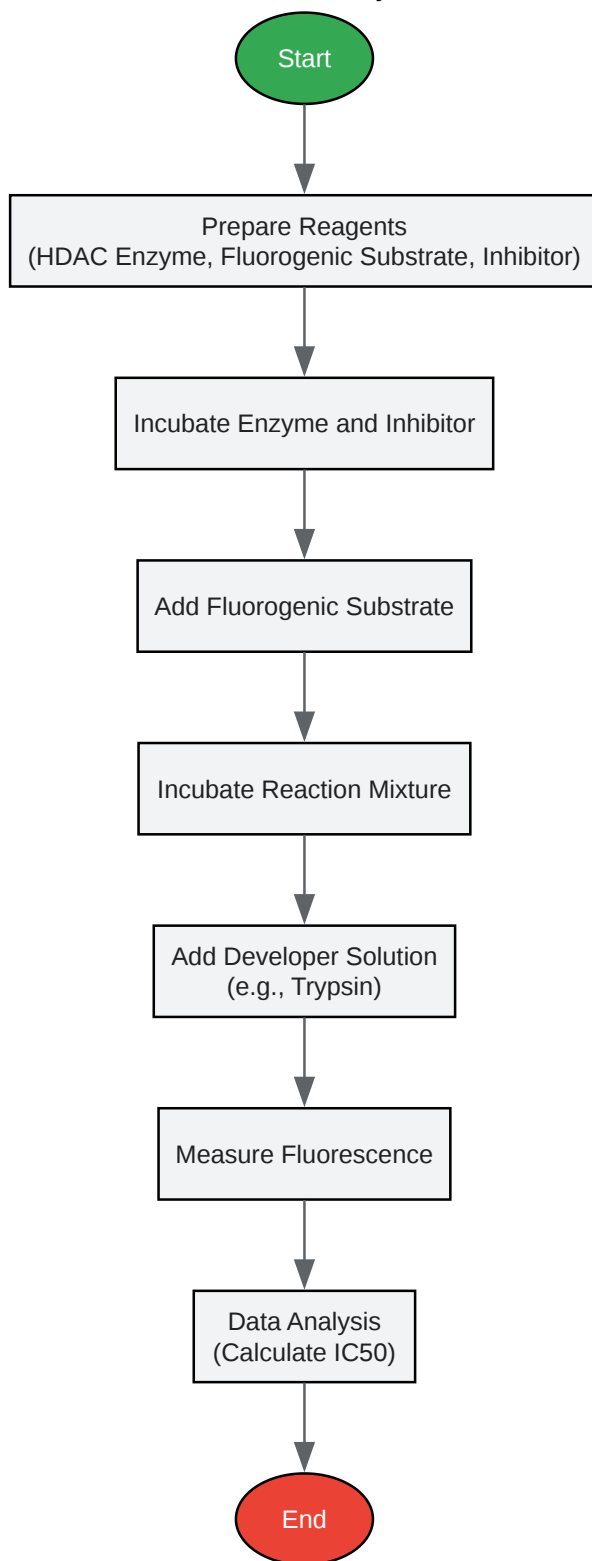 Start
Prepare Reagents
(HDAC Enzyme, Fluorogenic Substrate, Inhibitor)
Incubate Enzyme and Inhibitor
Add Fluorogenic Substrate
Incubate Reaction Mixture
Add Developer Solution
(e.g., Trypsin)
Measure Fluorescence
Data Analysis
(Calculate IC50)
End